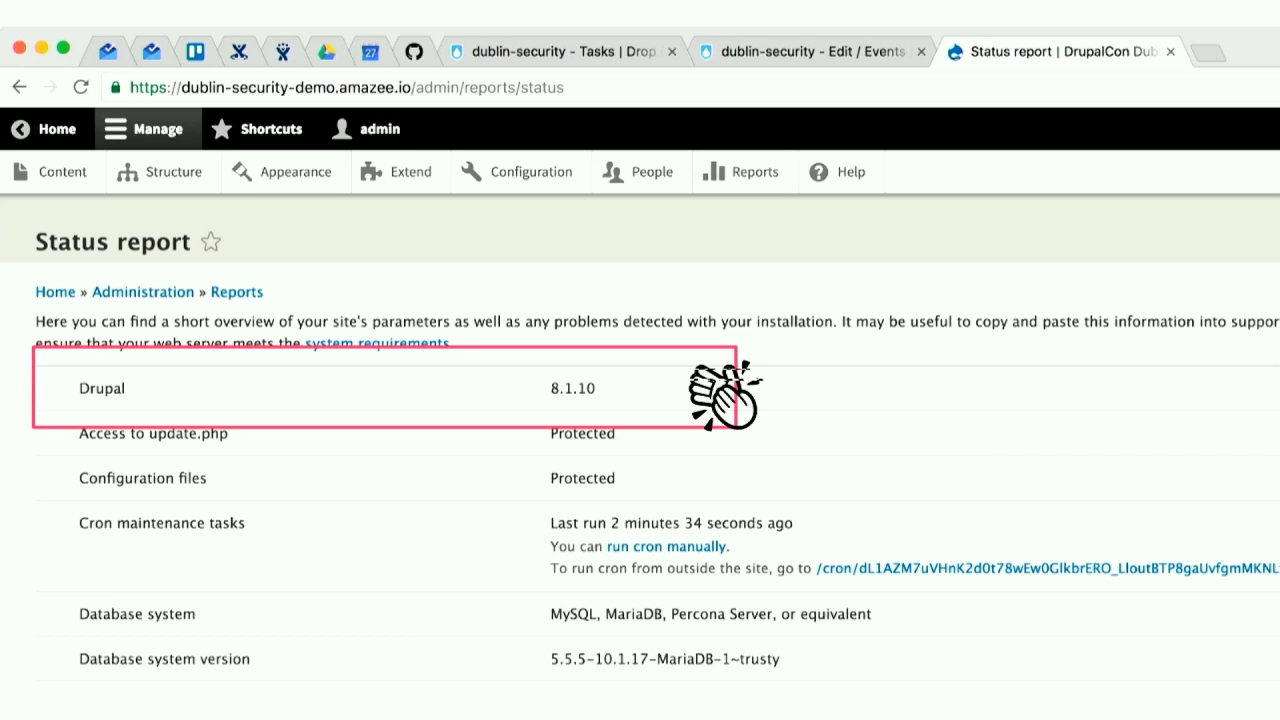 dublin-security - Tasks | Drop
dublin-security - Edit / Events
Status report | DrupalCon Dub
27
https://dublin-security-demo.amazee.io/admin/reports/status
Home Manage Shortcuts admin
Content Structure Appearance Extend Configuration People Reports Help
Status report
Home » Administration » Reports
Here you can find a short overview of your site's parameters as well as any problems detected with your installation. It may be useful to copy and paste this information into suppor
ensure that your web server meets the system requirements
Drupal 8.1.10
Access to update.php Protected
Configuration files Protected
Cron maintenance tasks Last run 2 minutes 34 seconds ago
You can run cron manually.
To run cron from outside the site, go to /cron/dL1AZM7uVHnK2d0t78wEw0GlkbrERO_LloutBTP8gaUvfgmMKNL
Database system MySQL, MariaDB, Percona Server, or equivalent
Database system version 5.5.5-10.1.17-MariaDB-1~trusty